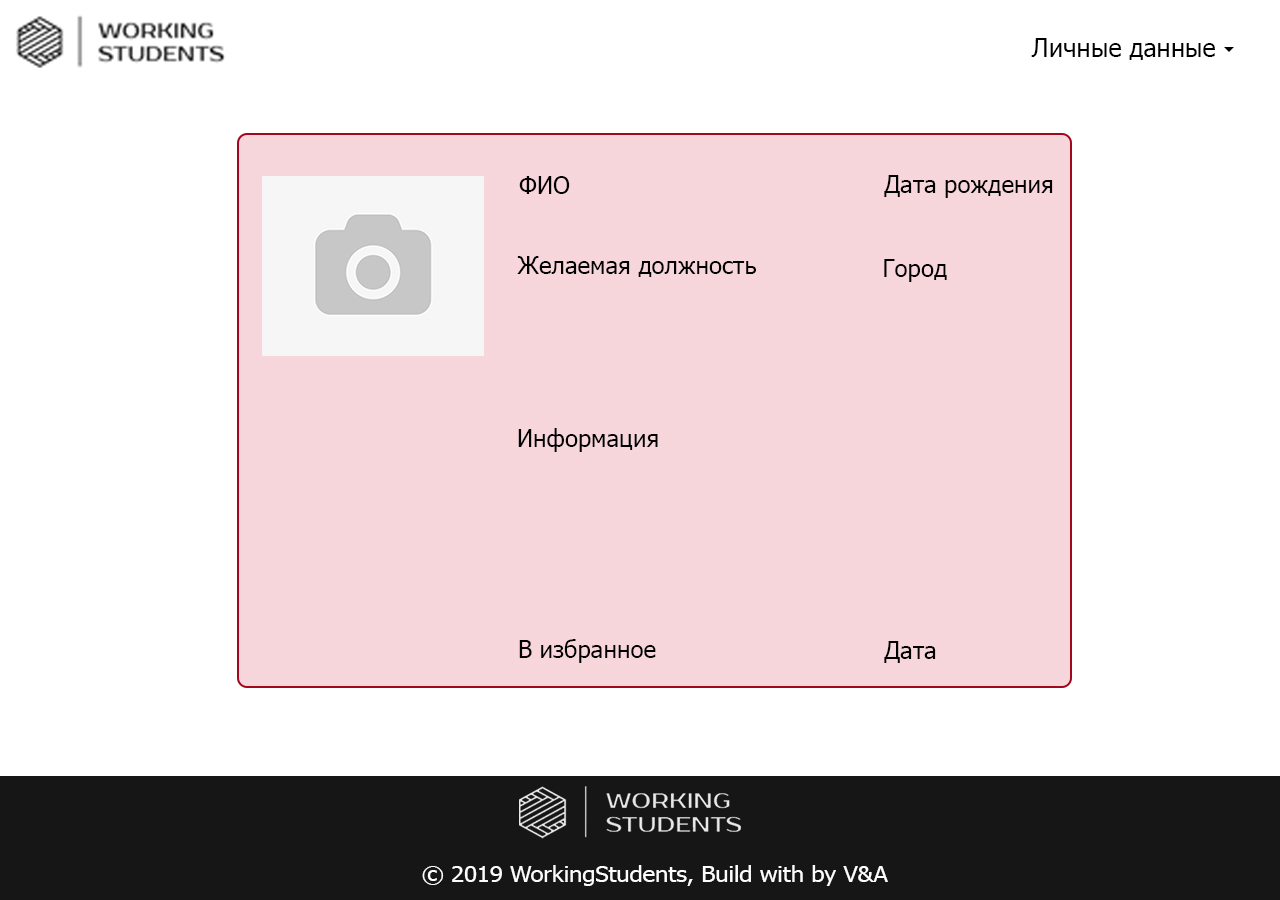 WORKING
STUDENTS
Личные данные
ФИО
Дата рождения
Желаемая должность
Город
Информация
В избранное
Дата
WORKING
STUDENTS
© 2019 WorkingStudents, Build with by V&A